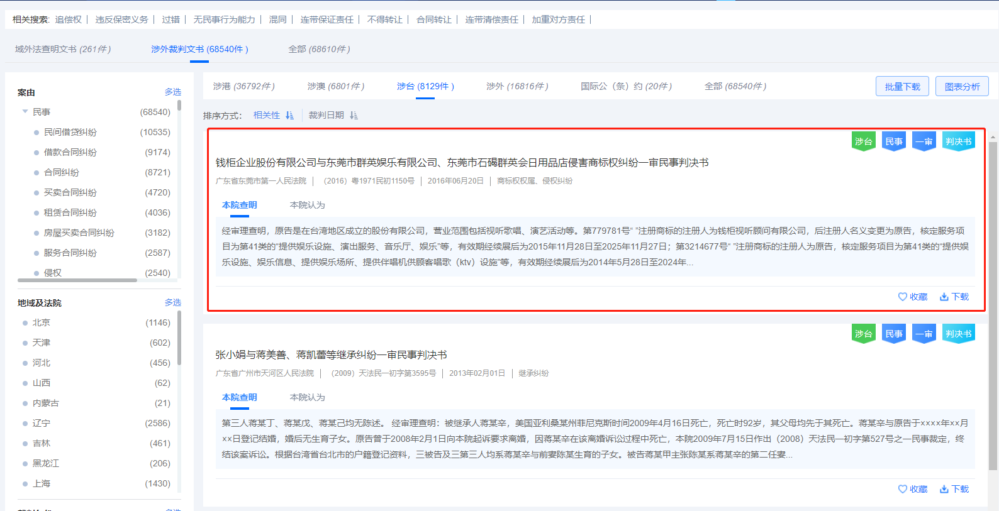 相关搜索: 追偿权 | 违反保密义务 | 过错 | 无民事行为能力 | 混同 | 连带保证责任 | 不得转让 | 合同转让 | 连带清偿责任 | 加重对方责任 |
域外法查明文书 (261件) 涉外裁判文书 (68540件) 全部 (68610件)
案由 多选
民事 (68540)
民间借贷纠纷 (10535)
借款合同纠纷 (9174)
合同纠纷 (8721)
买卖合同纠纷 (4720)
租赁合同纠纷 (4036)
房屋买卖合同纠纷 (3182)
服务合同纠纷 (2587)
侵权 (2540)
地域及法院 多选
北京 (1146)
天津 (602)
河北 (456)
山西 (62)
内蒙古 (21)
辽宁 (2586)
吉林 (461)
黑龙江 (206)
上海 (1430)
涉港 (36792件) 涉澳 (6801件) 涉台 (8129件) 涉外 (16816件) 国际公（条）约 (20件) 全部 (68540件) 批量下载 图表分析
排序方式: 相关性 裁判日期
涉台 民事 一审 判决书
钱柜企业股份有限公司与东莞市群英娱乐有限公司、东莞市石碣群英会日用品店侵害商标权纠纷一审民事判决书
广东省东莞市第一人民法院 | （2016）粤1971民初1150号 | 2016年06月20日 | 商标权权属、侵权纠纷
本院查明 本院认为
经审理查明，原告是在台湾地区成立的股份有限公司，营业范围包括视听歌唱、演艺活动等。第779781号“ ”注册商标的注册人为钱柜视听顾问有限公司，后注册人名义变更为原告，核定服务项
目为第41类的“提供娱乐设施、演出服务、音乐厅、娱乐”等，有效期经续展后为2015年11月28日至2025年11月27日；第3214677号“ ”注册商标的注册人为原告，核定服务项目为第41类的“提供娱
乐设施、娱乐信息、提供娱乐场所、提供伴唱机供顾客唱歌（ktv）设施”等，有效期经续展后为2014年5月28日至2024年...
收藏 下载
涉台 民事 一审 判决书
张小娟与蒋美善、蒋凯蕾等继承纠纷一审民事判决书
广东省广州市天河区人民法院 | （2009）天法民一初字第3595号 | 2013年02月01日 | 继承纠纷
本院查明 本院认为
第三人蒋某丁、蒋某戊、蒋某己均无陈述。 经审理查明：被继承人蒋某辛，美国亚利桑某州菲尼克斯时间2009年4月16日死亡，死亡时92岁，其父母均先于其死亡。蒋某辛与原告于××××年××月
××日登记结婚，婚后无生育子女。原告曾于2008年2月1日向本院起诉要求离婚，因蒋某辛在该离婚诉讼过程中死亡，本院2009年7月15日作出（2008）天法民一初字第527号之一民事裁定，终
结该案诉讼。根据台湾省台北市的户籍登记资料，三被告及三第三人均系蒋某辛与前妻陈某生育的子女。被告蒋某甲主张陈某系蒋某辛的第二任妻...
收藏 下载